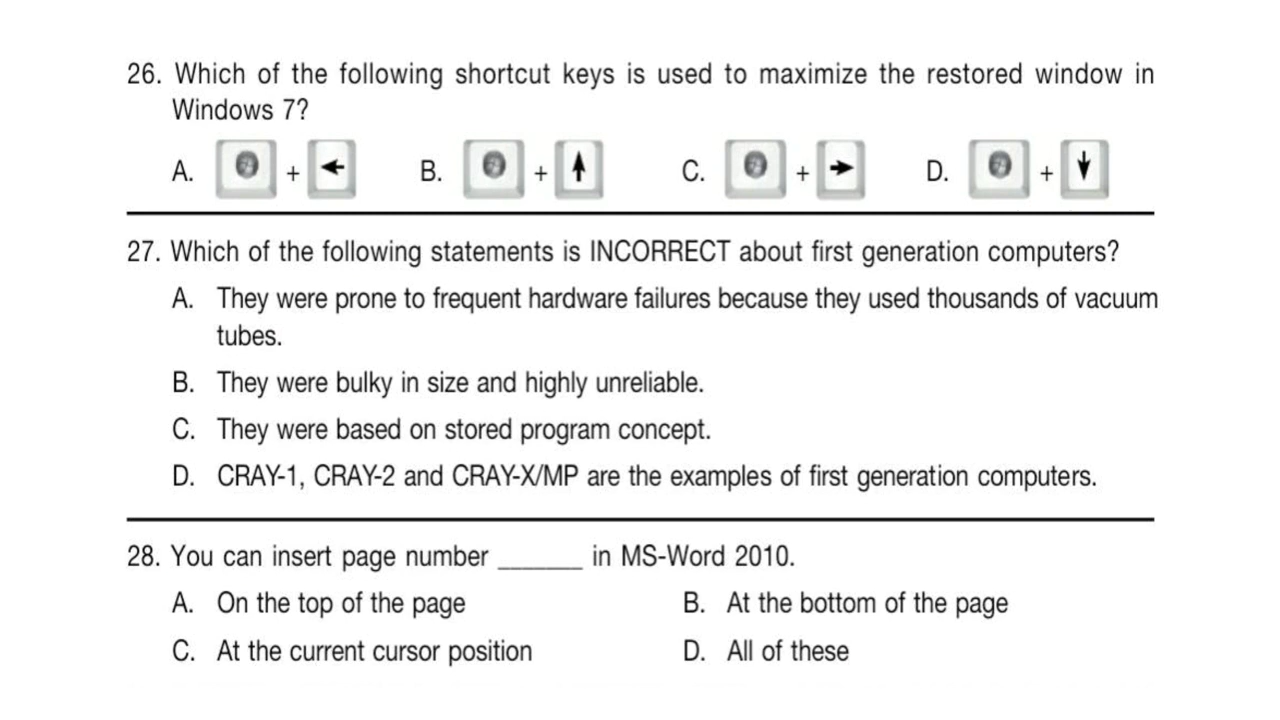 26. Which of the following shortcut keys is used to maximize the restored window in
Windows 7?
A. + ← B. + ↑ C. + → D. + ↓
27. Which of the following statements is INCORRECT about first generation computers?
A. They were prone to frequent hardware failures because they used thousands of vacuum
tubes.
B. They were bulky in size and highly unreliable.
C. They were based on stored program concept.
D. CRAY-1, CRAY-2 and CRAY-X/MP are the examples of first generation computers.
28. You can insert page number ______ in MS-Word 2010.
A. On the top of the page B. At the bottom of the page
C. At the current cursor position D. All of these